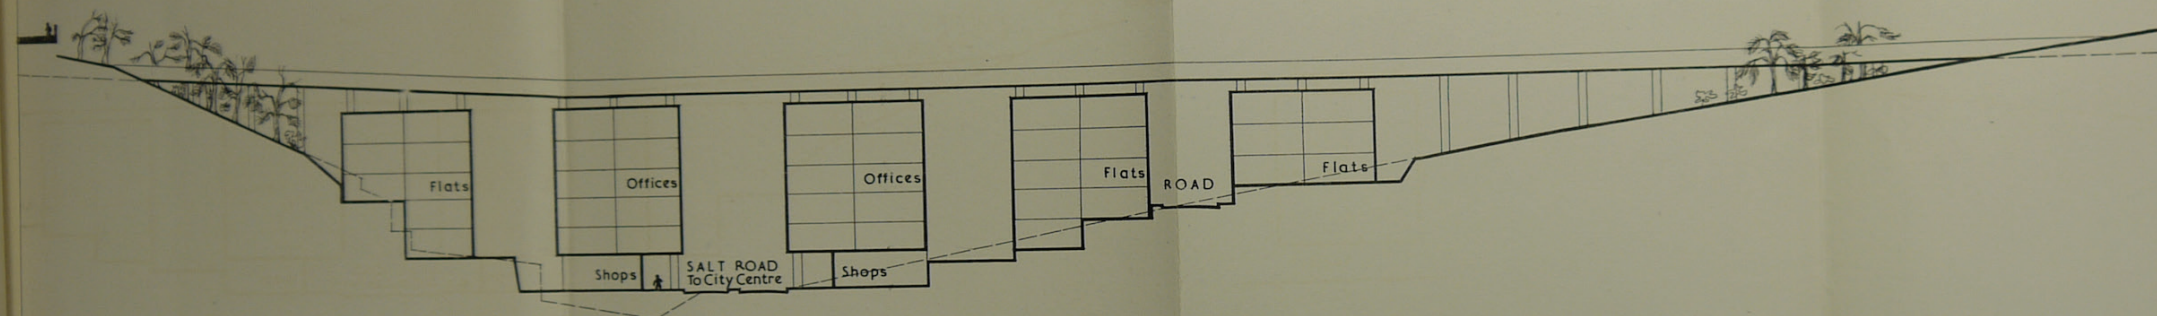 Flats
Offices
Offices
Flats
ROAD
Flats
Shops
SALT ROAD
To City Centre
Shops